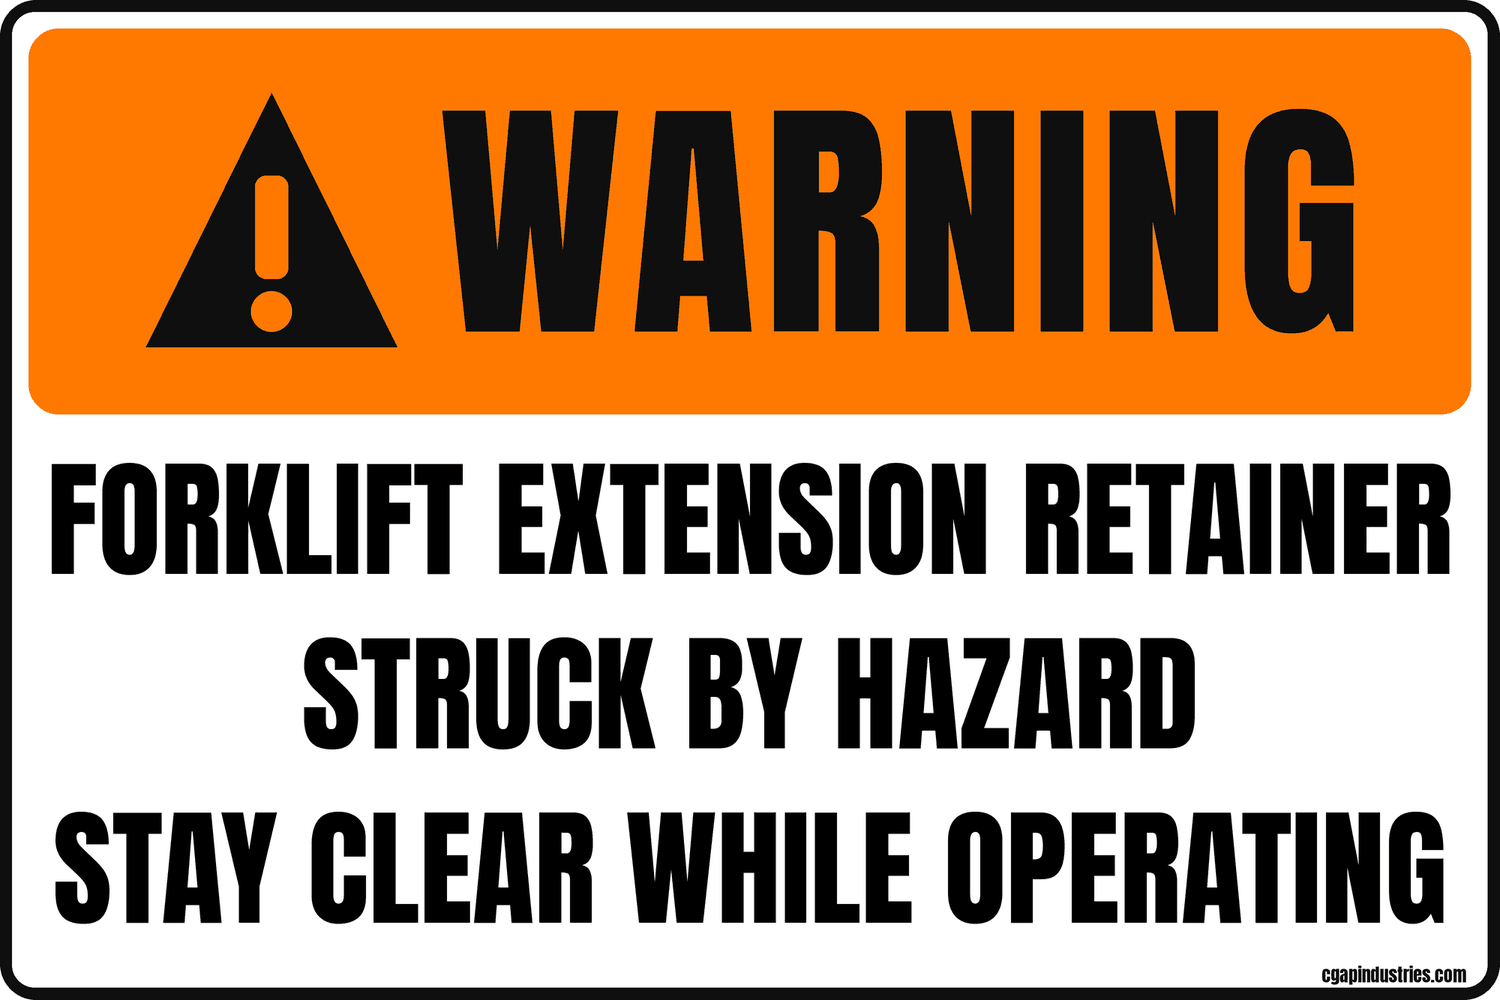 WARNING
FORKLIFT EXTENSION RETAINER
STRUCK BY HAZARD
STAY CLEAR WHILE OPERATING
cgapindustries.com